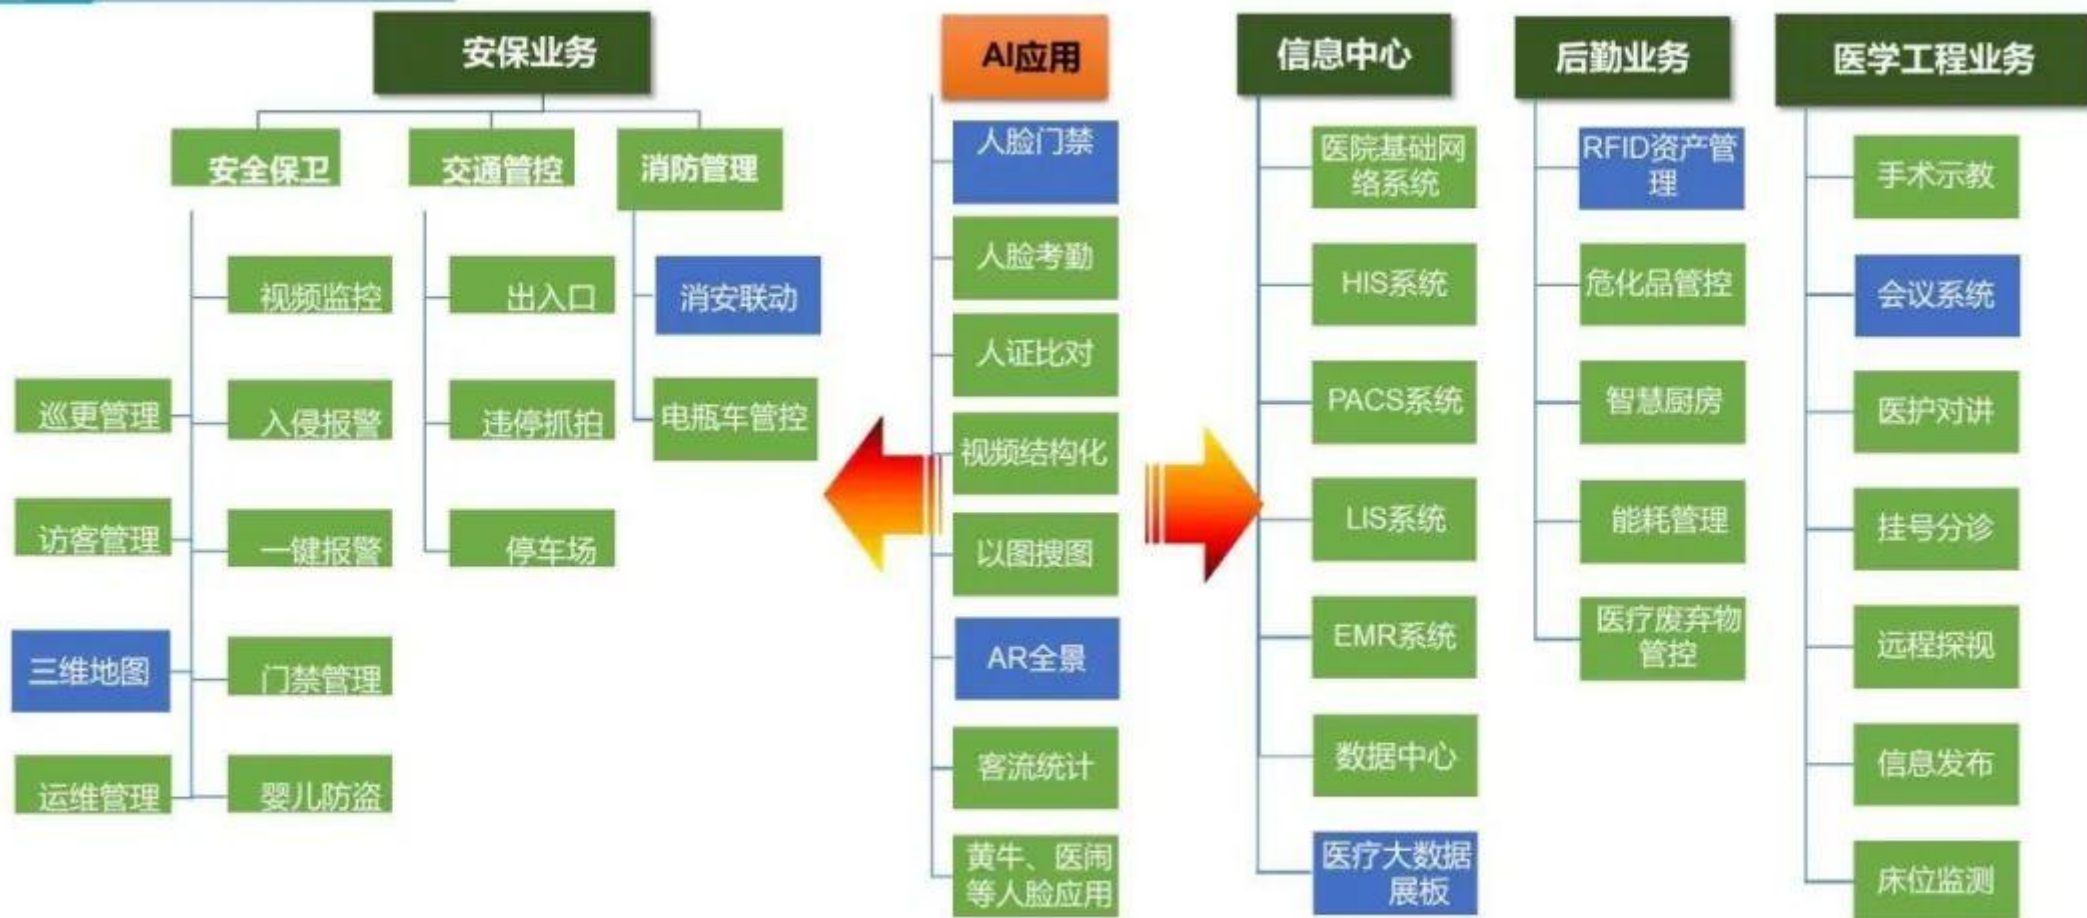 安保业务
安全保卫
交通管控
消防管理
视频监控
出入口
消安联动
巡更管理
入侵报警
违停抓拍
电瓶车管控
访客管理
一键报警
停车场
三维地图
门禁管理
运维管理
婴儿防盗
AI应用
人脸门禁
人脸考勤
人证比对
视频结构化
以图搜图
AR全景
客流统计
黄牛、医闹
等人脸应用
信息中心
医院基础网
络系统
HIS系统
PACS系统
LIS系统
EMR系统
数据中心
医疗大数据
展板
后勤业务
RFID资产管
理
危化品管控
智慧厨房
能耗管理
医疗废弃物
管控
医学工程业务
手术示教
会议系统
医护对讲
挂号分诊
远程探视
信息发布
床位监测